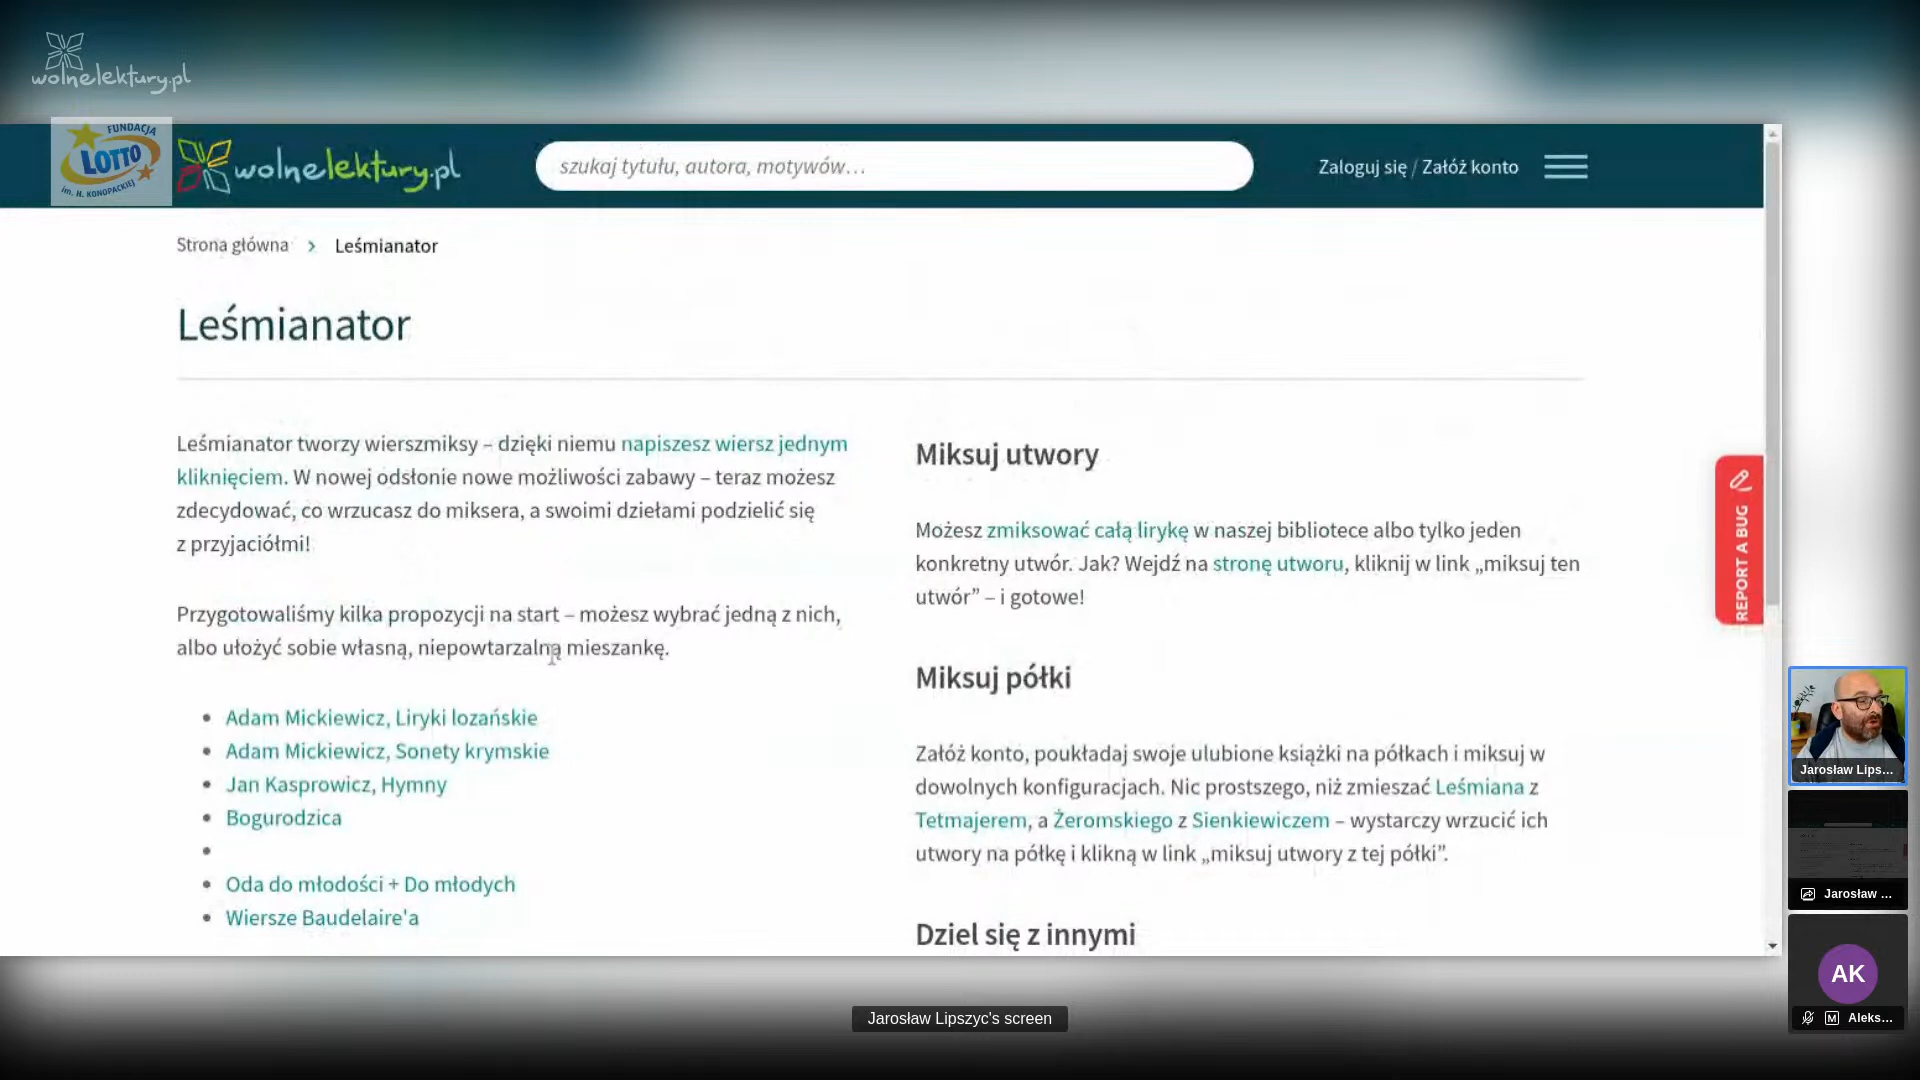 wolnelektury.pl
FUNDACJA
LOTTO
im. H. KONOPACKIEJ
wolnelektury.pl
szukaj tytułu, autora, motywów…
Zaloguj się / Załóż konto
Strona główna > Leśmianator
Leśmianator
Leśmianator tworzy wierszmiksy – dzięki niemu napiszesz wiersz jednym
kliknięciem. W nowej odsłonie nowe możliwości zabawy – teraz możesz
zdecydować, co wrzucasz do miksera, a swoimi dziełami podzielić się
z przyjaciółmi!
Przygotowaliśmy kilka propozycji na start – możesz wybrać jedną z nich,
albo ułożyć sobie własną, niepowtarzalną mieszankę.
Adam Mickiewicz, Liryki lozańskie
Adam Mickiewicz, Sonety krymskie
Jan Kasprowicz, Hymny
Bogurodzica
Oda do młodości + Do młodych
Wiersze Baudelaire'a
Miksuj utwory
Możesz zmiksować całą lirykę w naszej bibliotece albo tylko jeden
konkretny utwór. Jak? Wejdź na stronę utworu, kliknij w link „miksuj ten
utwór” – i gotowe!
Miksuj półki
Załóż konto, poukładaj swoje ulubione książki na półkach i miksuj w
dowolnych konfiguracjach. Nic prostszego, niż zmieszać Leśmiana z
Tetmajerem, a Żeromskiego z Sienkiewiczem – wystarczy wrzucić ich
utwory na półkę i klikną w link „miksuj utwory z tej półki”.
Dziel się z innymi
REPORT A BUG
Jarosław Lips...
Jarosław ...
AK
Aleks...
Jarosław Lipszyc's screen